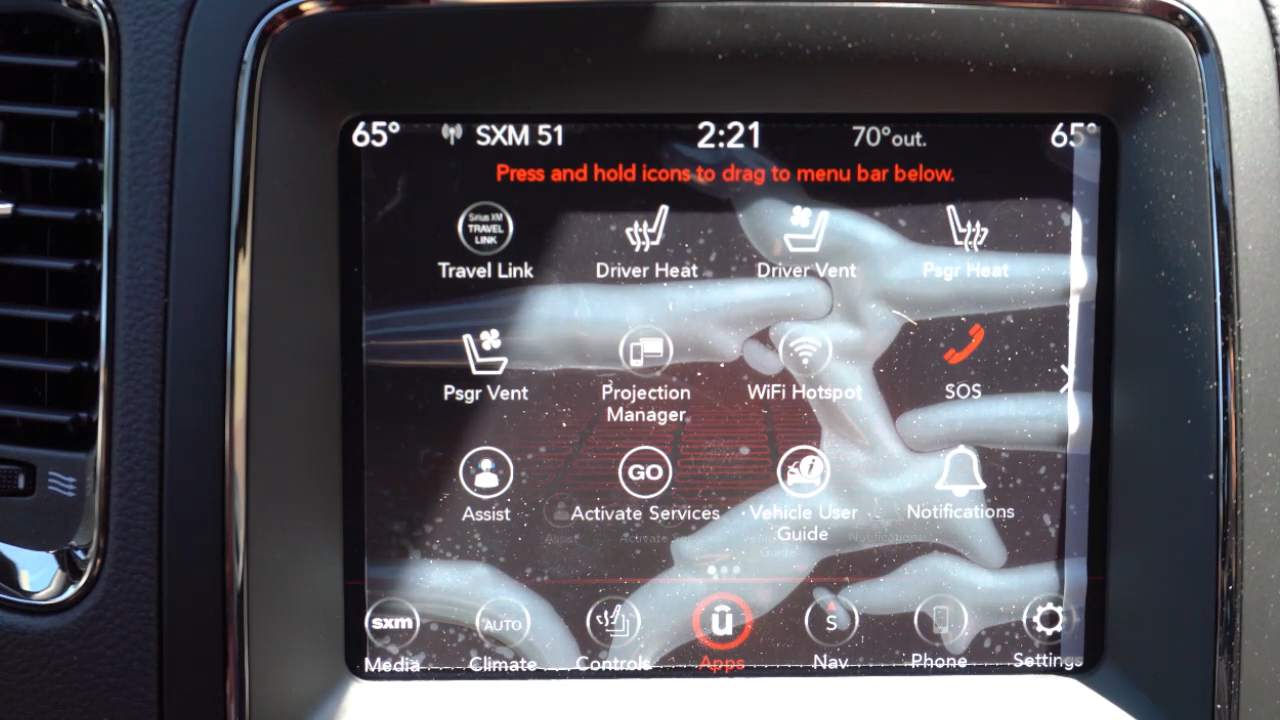 65° SXM 51 2:21 70°out. 65°
Press and hold icons to drag to menu bar below.
Sirius XM
TRAVEL
LINK
Travel Link Driver Heat Driver Vent Psgr Heat
Psgr Vent Projection WiFi Hotspot SOS
Manager
GO
Assist Activate Services Vehicle User Notifications
Guide
sxm AUTO ū S
Media Climate Controls Apps Nav Phone Settings